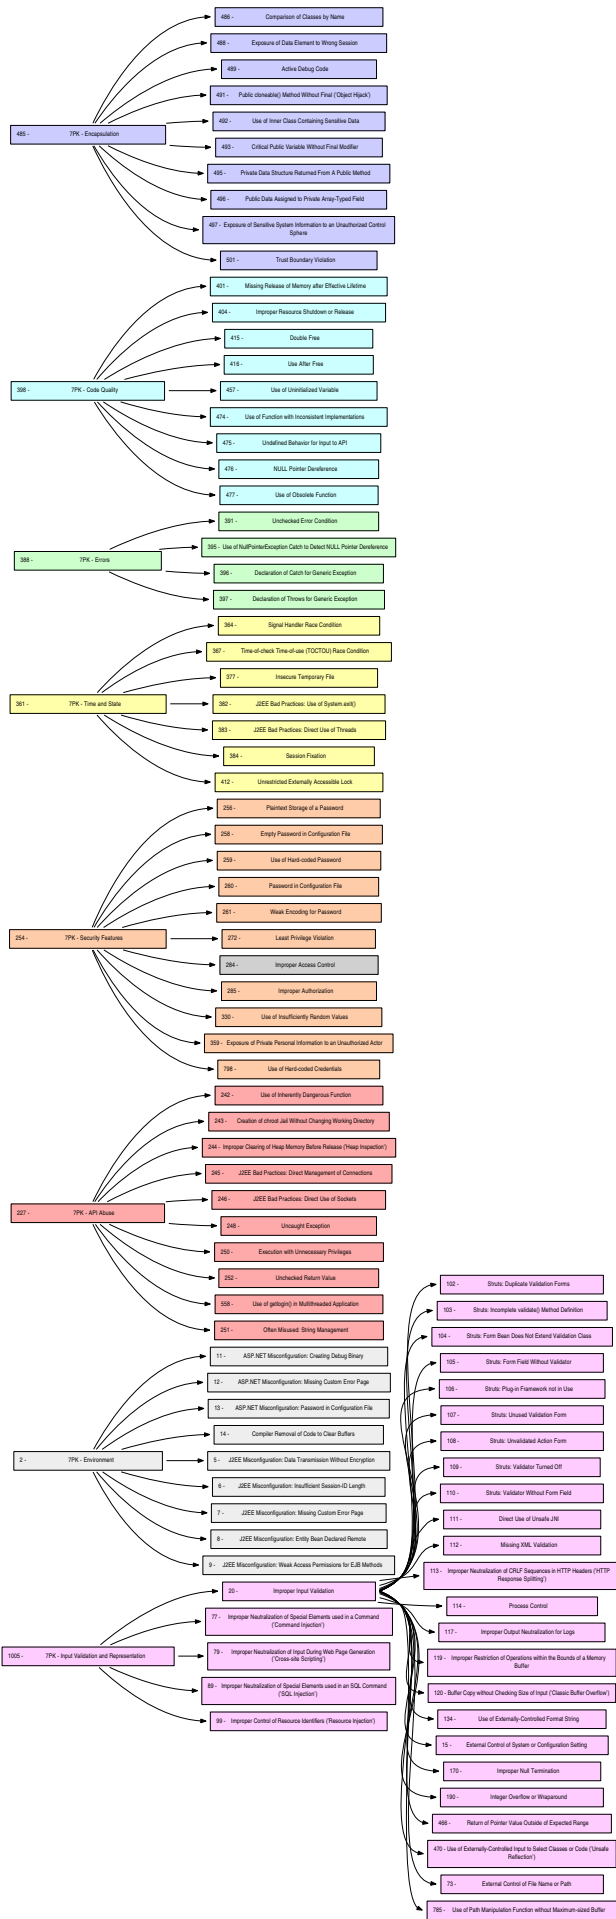 486 - Comparison of Classes by Name
488 - Exposure of Data Element to Wrong Session
489 - Active Debug Code
491 - Public cloneable() Method Without Final ('Object Hijack')
485 - 7PK - Encapsulation
492 - Use of Inner Class Containing Sensitive Data
493 - Critical Public Variable Without Final Modifier
495 - Private Data Structure Returned From A Public Method
496 - Public Data Assigned to Private Array-Typed Field
497 - Exposure of Sensitive System Information to an Unauthorized Control
Sphere
501 - Trust Boundary Violation
401 - Missing Release of Memory after Effective Lifetime
404 - Improper Resource Shutdown or Release
415 - Double Free
416 - Use After Free
398 - 7PK - Code Quality
457 - Use of Uninitialized Variable
474 - Use of Function with Inconsistent Implementations
475 - Undefined Behavior for Input to API
476 - NULL Pointer Dereference
477 - Use of Obsolete Function
391 - Unchecked Error Condition
395 - Use of NullPointerException Catch to Detect NULL Pointer Dereference
388 - 7PK - Errors
396 - Declaration of Catch for Generic Exception
397 - Declaration of Throws for Generic Exception
364 - Signal Handler Race Condition
367 - Time-of-check Time-of-use (TOCTOU) Race Condition
377 - Insecure Temporary File
361 - 7PK - Time and State
382 - J2EE Bad Practices: Use of System.exit()
383 - J2EE Bad Practices: Direct Use of Threads
384 - Session Fixation
412 - Unrestricted Externally Accessible Lock
256 - Plaintext Storage of a Password
258 - Empty Password in Configuration File
259 - Use of Hard-coded Password
260 - Password in Configuration File
261 - Weak Encoding for Password
254 - 7PK - Security Features
272 - Least Privilege Violation
284 - Improper Access Control
285 - Improper Authorization
330 - Use of Insufficiently Random Values
359 - Exposure of Private Personal Information to an Unauthorized Actor
798 - Use of Hard-coded Credentials
242 - Use of Inherently Dangerous Function
243 - Creation of chroot Jail Without Changing Working Directory
244 - Improper Clearing of Heap Memory Before Release ('Heap Inspection')
245 - J2EE Bad Practices: Direct Management of Connections
246 - J2EE Bad Practices: Direct Use of Sockets
227 - 7PK - API Abuse
248 - Uncaught Exception
250 - Execution with Unnecessary Privileges
252 - Unchecked Return Value
558 - Use of getlogin() in Multithreaded Application
251 - Often Misused: String Management
11 - ASP.NET Misconfiguration: Creating Debug Binary
12 - ASP.NET Misconfiguration: Missing Custom Error Page
13 - ASP.NET Misconfiguration: Password in Configuration File
14 - Compiler Removal of Code to Clear Buffers
2 - 7PK - Environment
5 - J2EE Misconfiguration: Data Transmission Without Encryption
6 - J2EE Misconfiguration: Insufficient Session-ID Length
7 - J2EE Misconfiguration: Missing Custom Error Page
8 - J2EE Misconfiguration: Entity Bean Declared Remote
9 - J2EE Misconfiguration: Weak Access Permissions for EJB Methods
20 - Improper Input Validation
77 - Improper Neutralization of Special Elements used in a Command
('Command Injection')
1005 - 7PK - Input Validation and Representation
79 - Improper Neutralization of Input During Web Page Generation
('Cross-site Scripting')
89 - Improper Neutralization of Special Elements used in an SQL Command
('SQL Injection')
99 - Improper Control of Resource Identifiers ('Resource Injection')
102 - Struts: Duplicate Validation Forms
103 - Struts: Incomplete validate() Method Definition
104 - Struts: Form Bean Does Not Extend Validation Class
105 - Struts: Form Field Without Validator
106 - Struts: Plug-in Framework not in Use
107 - Struts: Unused Validation Form
108 - Struts: Unvalidated Action Form
109 - Struts: Validator Turned Off
110 - Struts: Validator Without Form Field
111 - Direct Use of Unsafe JNI
112 - Missing XML Validation
113 - Improper Neutralization of CRLF Sequences in HTTP Headers ('HTTP
Response Splitting')
114 - Process Control
117 - Improper Output Neutralization for Logs
119 - Improper Restriction of Operations within the Bounds of a Memory
Buffer
120 - Buffer Copy without Checking Size of Input ('Classic Buffer Overflow')
134 - Use of Externally-Controlled Format String
15 - External Control of System or Configuration Setting
170 - Improper Null Termination
190 - Integer Overflow or Wraparound
466 - Return of Pointer Value Outside of Expected Range
470 - Use of Externally-Controlled Input to Select Classes or Code ('Unsafe
Reflection')
73 - External Control of File Name or Path
785 - Use of Path Manipulation Function without Maximum-sized Buffer